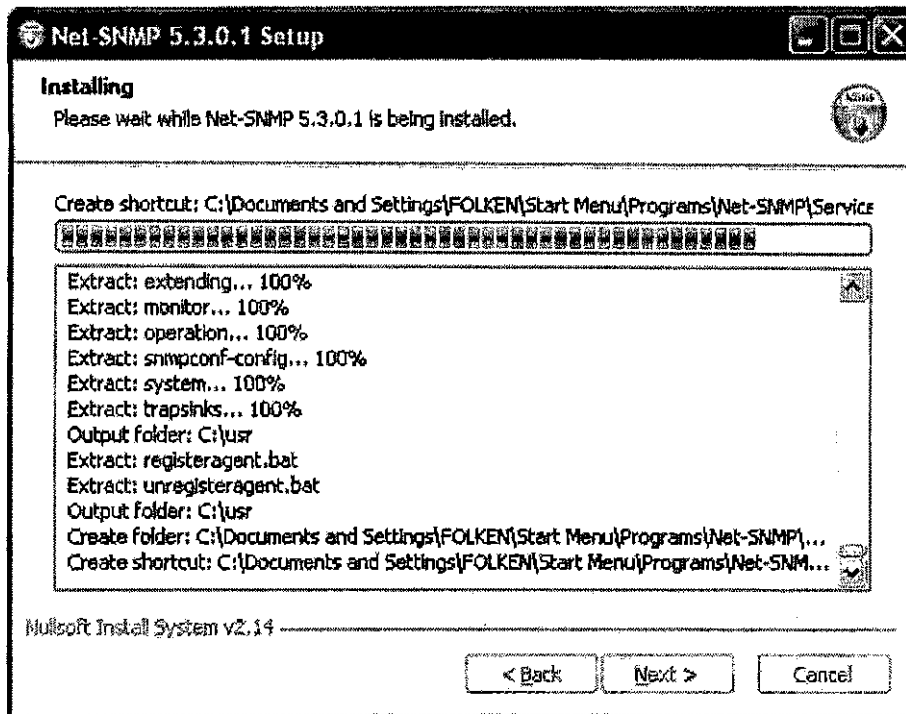 Net-SNMP 5.3.0.1 Setup
Installing
Please wait while Net-SNMP 5.3.0.1 is being installed.
Create shortcut: C:\Documents and Settings\FOLKEN\Start Menu\Programs\Net-SNMP\Service
Extract: extending... 100%
Extract: monitor... 100%
Extract: operation... 100%
Extract: snmpconf-config... 100%
Extract: system... 100%
Extract: trapsinks... 100%
Output folder: C:\usr
Extract: registeragent.bat
Extract: unregisteragent.bat
Output folder: C:\usr
Create folder: C:\Documents and Settings\FOLKEN\Start Menu\Programs\Net-SNMP\...
Create shortcut: C:\Documents and Settings\FOLKEN\Start Menu\Programs\Net-SNM...
Nullsoft Install System v2.14
< Back
Next >
Cancel